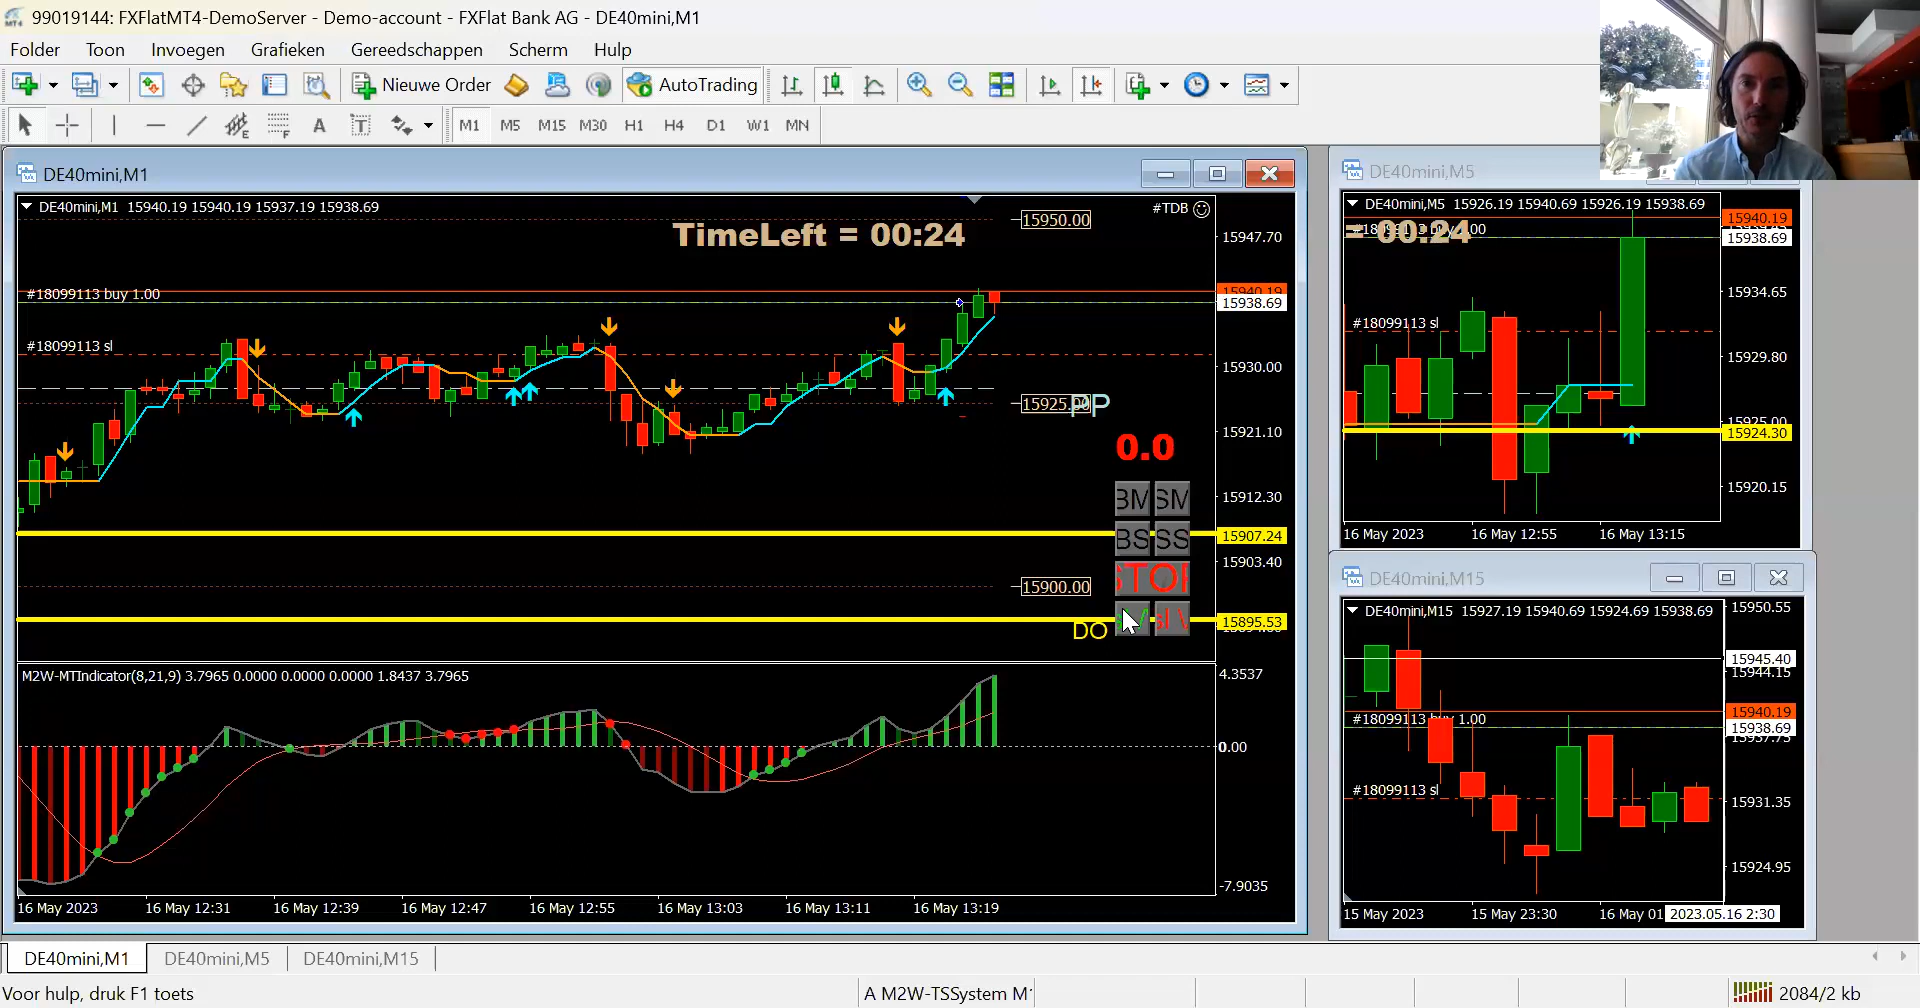 99019144: FXFlatMT4-DemoServer - Demo-account - FXFlat Bank AG - DE40mini,M1
Folder Toon Invoegen Grafieken Gereedschappen Scherm Hulp
Nieuwe Order AutoTrading
A T M1 M5 M15 M30 H1 H4 D1 W1 MN
DE40mini,M1
DE40mini,M1 15940.19 15940.19 15937.19 15938.69
#TDB
TimeLeft = 00:24
15950.00
15947.70
#18099113 buy 1.00
15940.19
15938.69
#18099113 sl
15930.00
15925.00
PP
15921.10
0.0
BM SM
15912.30
BS SS
15907.24
15903.40
15900.00
DO
15895.53
M2W-MTIndicator(8,21,9) 3.7965 0.0000 0.0000 0.0000 1.8437 3.7965
4.3537
0.00
-7.9035
16 May 2023 16 May 12:31 16 May 12:39 16 May 12:47 16 May 12:55 16 May 13:03 16 May 13:11 16 May 13:19
DE40mini,M5
DE40mini,M5 15926.19 15940.69 15926.19 15938.69
= 00:24
15940.19
15938.69
15934.65
#18099113 sl
15929.80
15925.00
15924.30
15920.15
16 May 2023 16 May 12:55 16 May 13:15
DE40mini,M15
DE40mini,M15 15927.19 15940.69 15924.69 15938.69
15950.55
15945.40
15944.15
15940.19
#18099113 buy 1.00
15938.69
15937.75
#18099113 sl
15931.35
15924.95
15 May 2023 15 May 23:30 16 May 01 2023.05.16 2:30
DE40mini,M1 DE40mini,M5 DE40mini,M15
Voor hulp, druk F1 toets
A M2W-TSSystem M
2084/2 kb